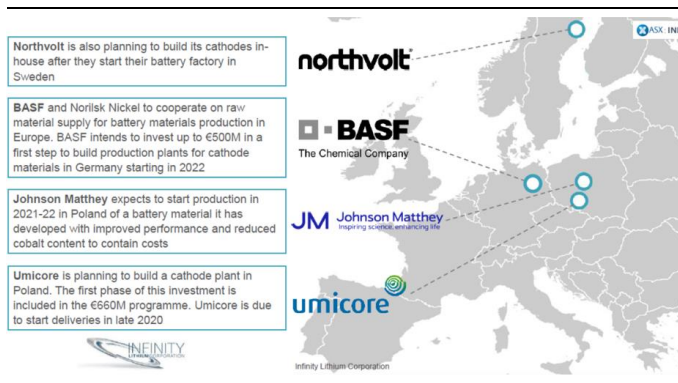 Northvolt is also planning to build its cathodes in-
house after they start their battery factory in
Sweden
BASF and Norilsk Nickel to cooperate on raw
material supply for battery materials production in
Europe. BASF intends to invest up to €500M in a
first step to build production plants for cathode
materials in Germany starting in 2022
Johnson Matthey expects to start production in
2021-22 in Poland of a battery material it has
developed with improved performance and reduced
cobalt content to contain costs
Umicore is planning to build a cathode plant in
Poland. The first phase of this investment is
included in the €660M programme. Umicore is due
to start deliveries in late 2020
INFINITY
LITHIUM CORPORATION
northvolt
BASF
The Chemical Company
JM Johnson Matthey
Inspiring science, enhancing life
umicore
Infinity Lithium Corporation
ASX: INF